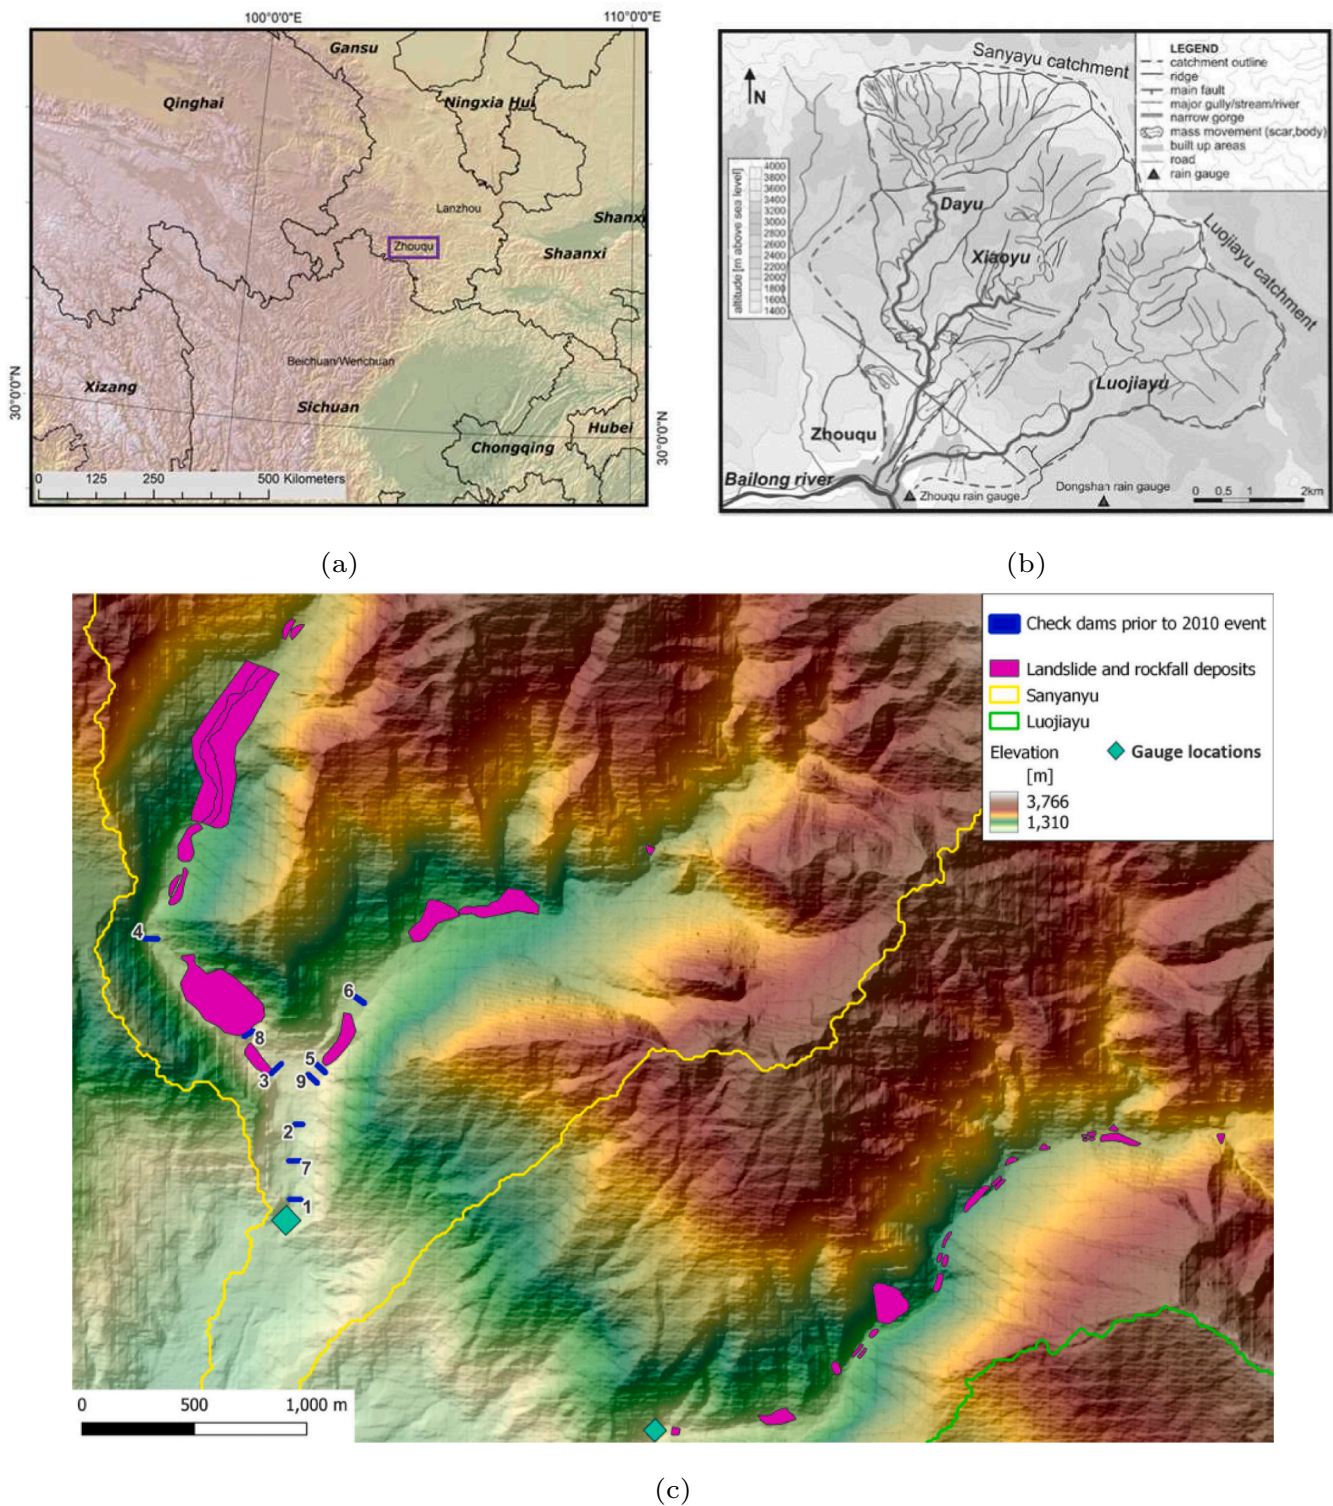 100°0'0"E
110°0'0"E
Gansu
Qinghai
Ningxia Hui
Lanzhou
Shanxi
Zhouqu
Shaanxi
Beichuan/Wenchuan
30°0'0"N
Xizang
Sichuan
Hubei
Chongqing
30°0'0"N
0 125 250 500 Kilometers
(a)
Sanyayu catchment
LEGEND
catchment outline
ridge
main fault
major gully/stream/river
narrow gorge
mass movement (scar,body)
built up areas
road
rain gauge
N
altitude [m above sea level]
4000
3800
3600
3400
3200
3000
2800
2600
2400
2200
2000
1800
1600
1400
Dayu
Xiaoyu
Luojiayu catchment
Luojiayu
Zhouqu
Bailong river
Zhouqu rain gauge
Dongshan rain gauge
0 0.5 1 2km
(b)
Check dams prior to 2010 event
Landslide and rockfall deposits
Sanyanyu
Luojiayu
Elevation
[m]
3,766
1,310
Gauge locations
4
6
8
5
3
9
2
7
1
0 500 1,000 m
(c)